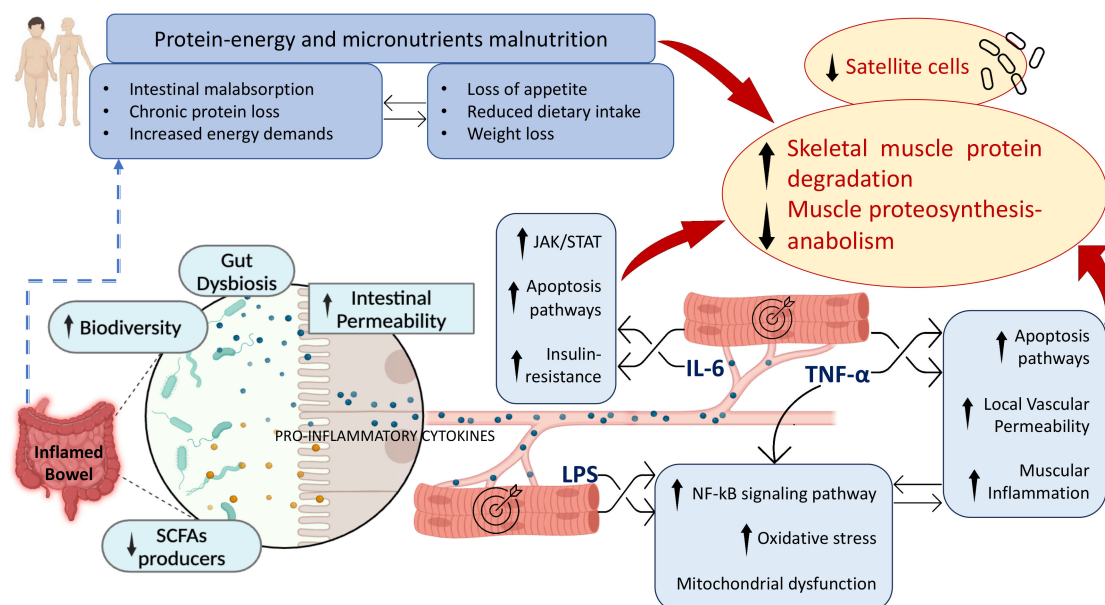 Protein-energy and micronutrients malnutrition
• Intestinal malabsorption
• Chronic protein loss
• Increased energy demands
• Loss of appetite
• Reduced dietary intake
• Weight loss
Satellite cells
Skeletal muscle protein
degradation
Muscle proteosynthesis-
anabolism
JAK/STAT
Apoptosis
pathways
Insulin-
resistance
Gut
Dysbiosis
Biodiversity
Intestinal
Permeability
IL-6
TNF-α
Apoptosis
pathways
Local Vascular
Permeability
Muscular
Inflammation
PRO-INFLAMMATORY CYTOKINES
Inflamed
Bowel
LPS
NF-kB signaling pathway
Oxidative stress
Mitochondrial dysfunction
SCFAs
producers